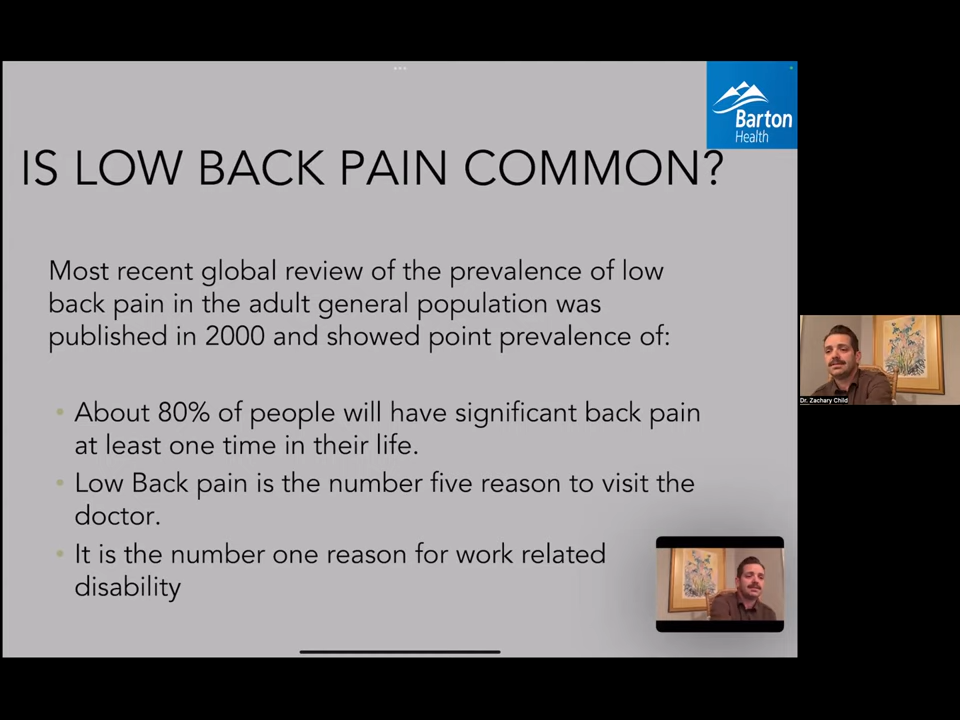 Barton
Health
IS LOW BACK PAIN COMMON?
Most recent global review of the prevalence of low
back pain in the adult general population was
published in 2000 and showed point prevalence of:
• About 80% of people will have significant back pain
at least one time in their life.
• Low Back pain is the number five reason to visit the
doctor.
• It is the number one reason for work related
disability
Dr. Zachary Child